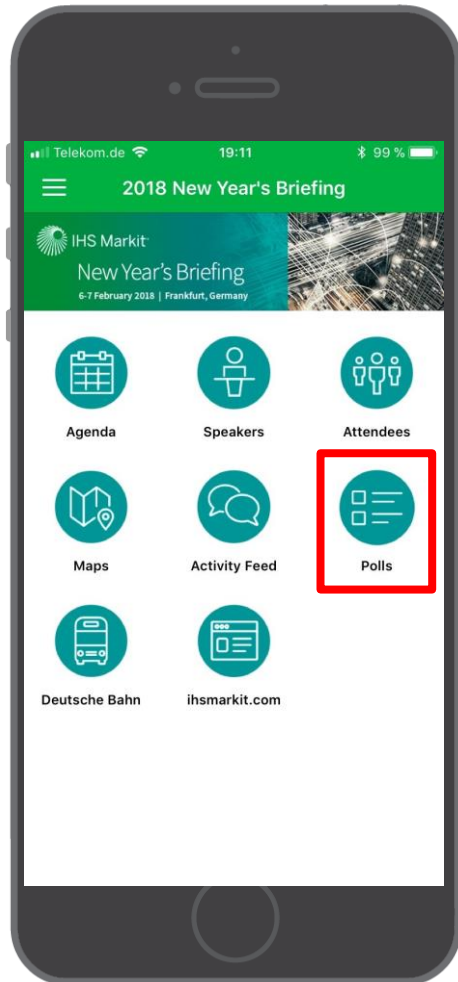 Telekom.de 19:11 99 %
2018 New Year's Briefing
IHS Markit
New Year's Briefing
6-7 February 2018 | Frankfurt, Germany
Agenda Speakers Attendees
Maps Activity Feed Polls
Deutsche Bahn ihsmarkit.com